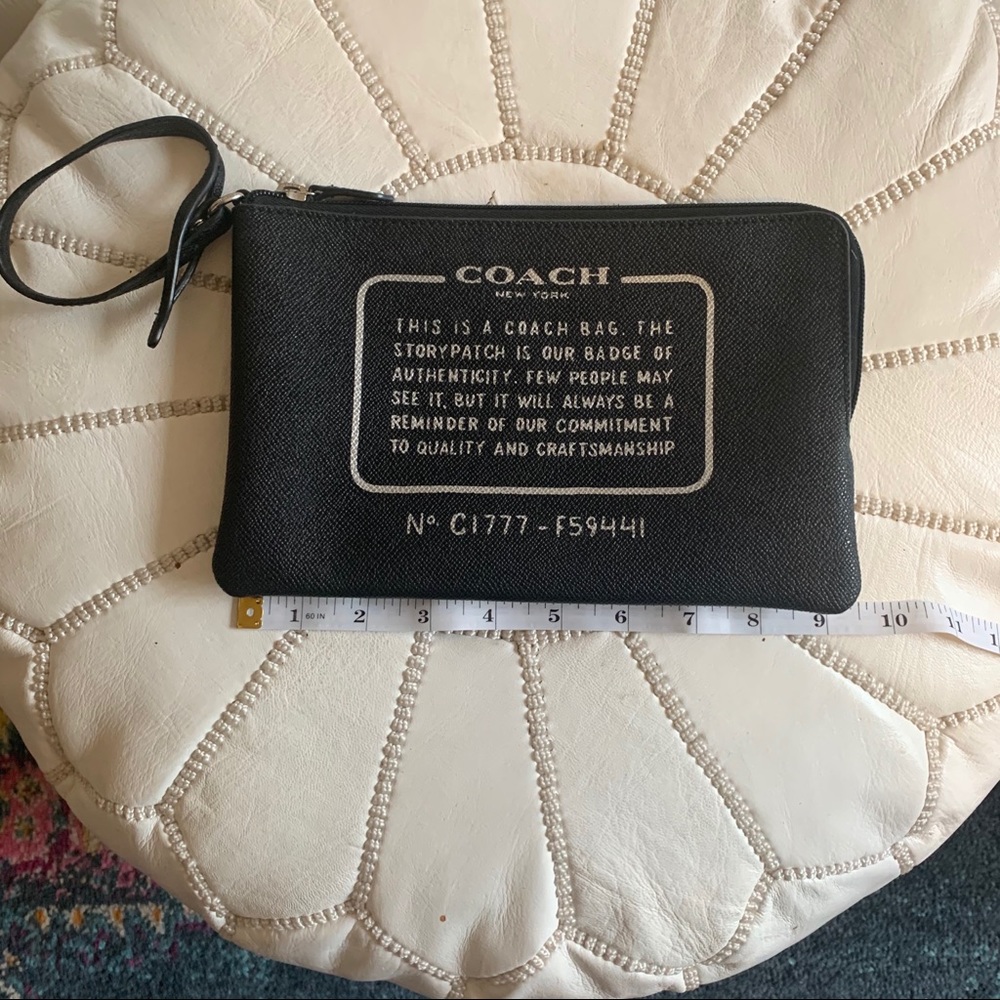 COACH
NEW YORK
THIS IS A COACH BAG. THE
STORYPATCH IS OUR BADGE OF
AUTHENTICITY. FEW PEOPLE MAY
SEE IT, BUT IT WILL ALWAYS BE A
REMINDER OF OUR COMMITMENT
TO QUALITY AND CRAFTSMANSHIP
Nº C1777 - F59441
1 60 IN 2 3 4 5 6 7 8 9 10 11 1